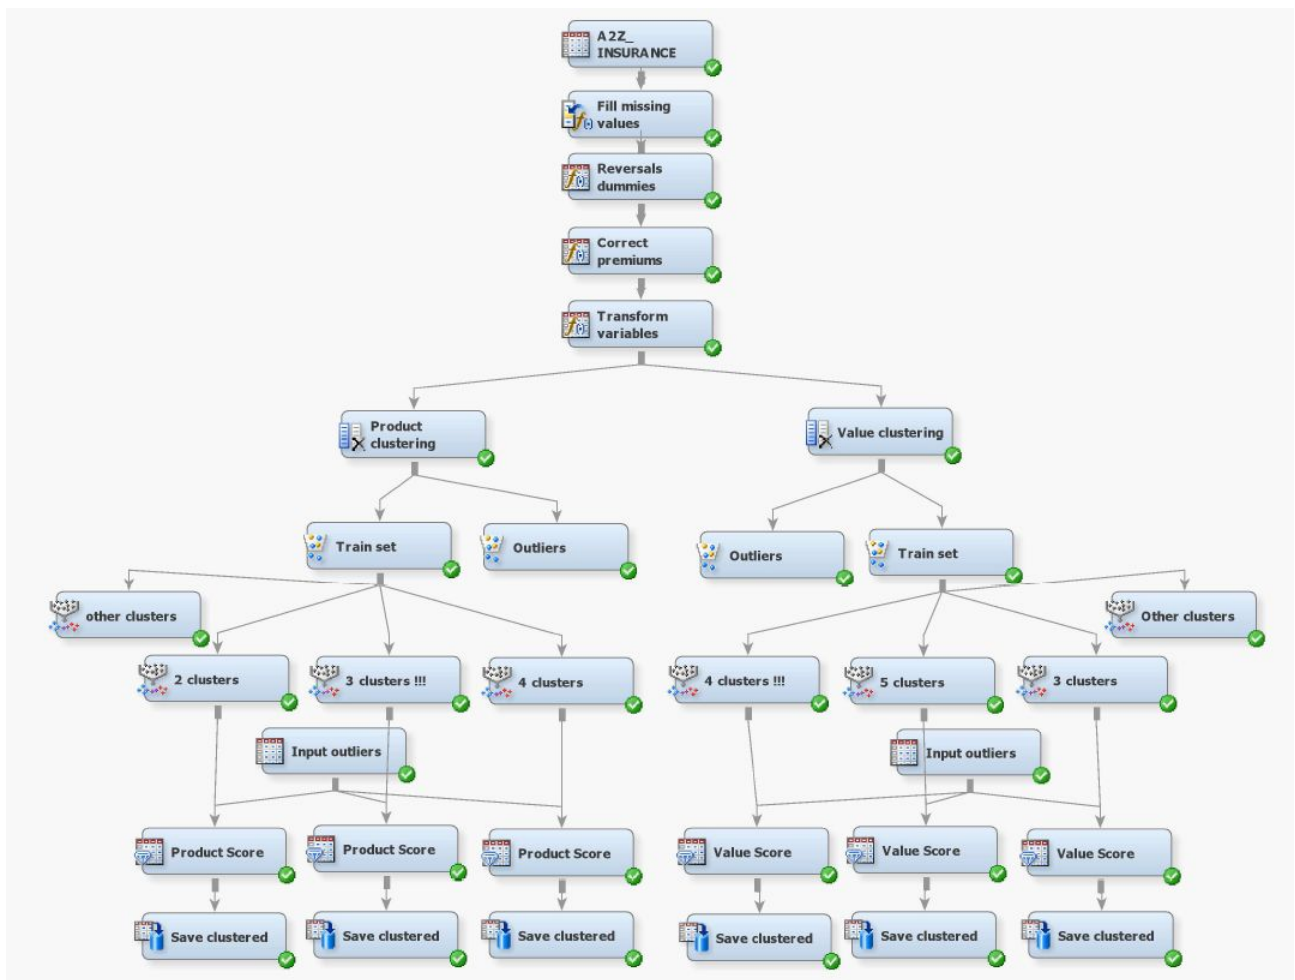 A2Z_
INSURANCE
Fill missing
values
Reversals
dummies
Correct
premiums
Transform
variables
Product
clustering
Value clustering
Train set
Outliers
Outliers
Train set
other clusters
Other clusters
2 clusters
3 clusters !!!
4 clusters
4 clusters !!!
5 clusters
3 clusters
Input outliers
Input outliers
Product Score
Product Score
Product Score
Value Score
Value Score
Value Score
Save clustered
Save clustered
Save clustered
Save clustered
Save clustered
Save clustered